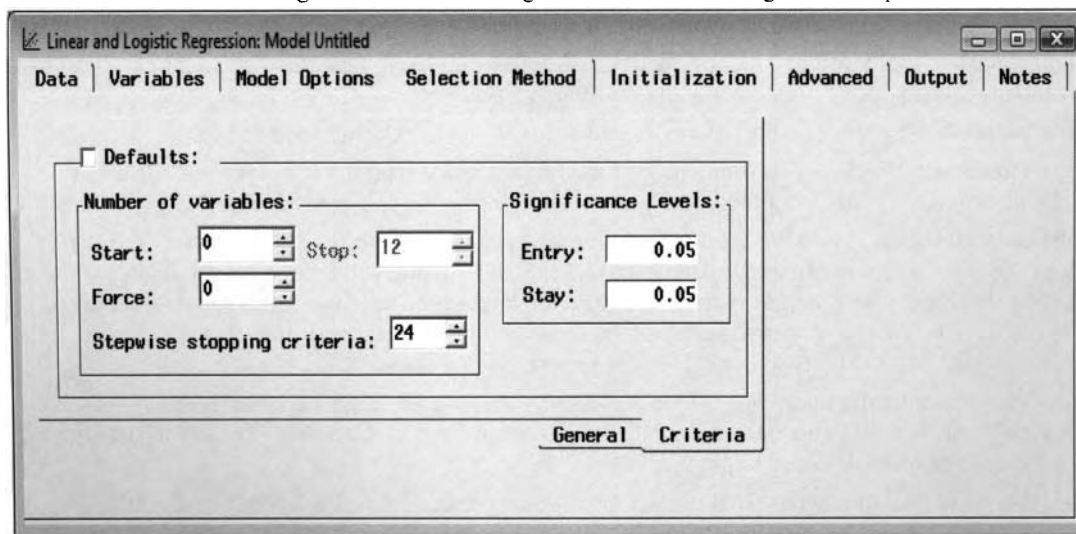 Linear and Logistic Regression: Model Untitled
Data Variables Model Options Selection Method Initialization Advanced Output Notes
Defaults:
Number of variables: Significance Levels:
Start: 0 Stop: 12 Entry: 0.05
Force: 0 Stay: 0.05
Stepwise stopping criteria: 24
General Criteria